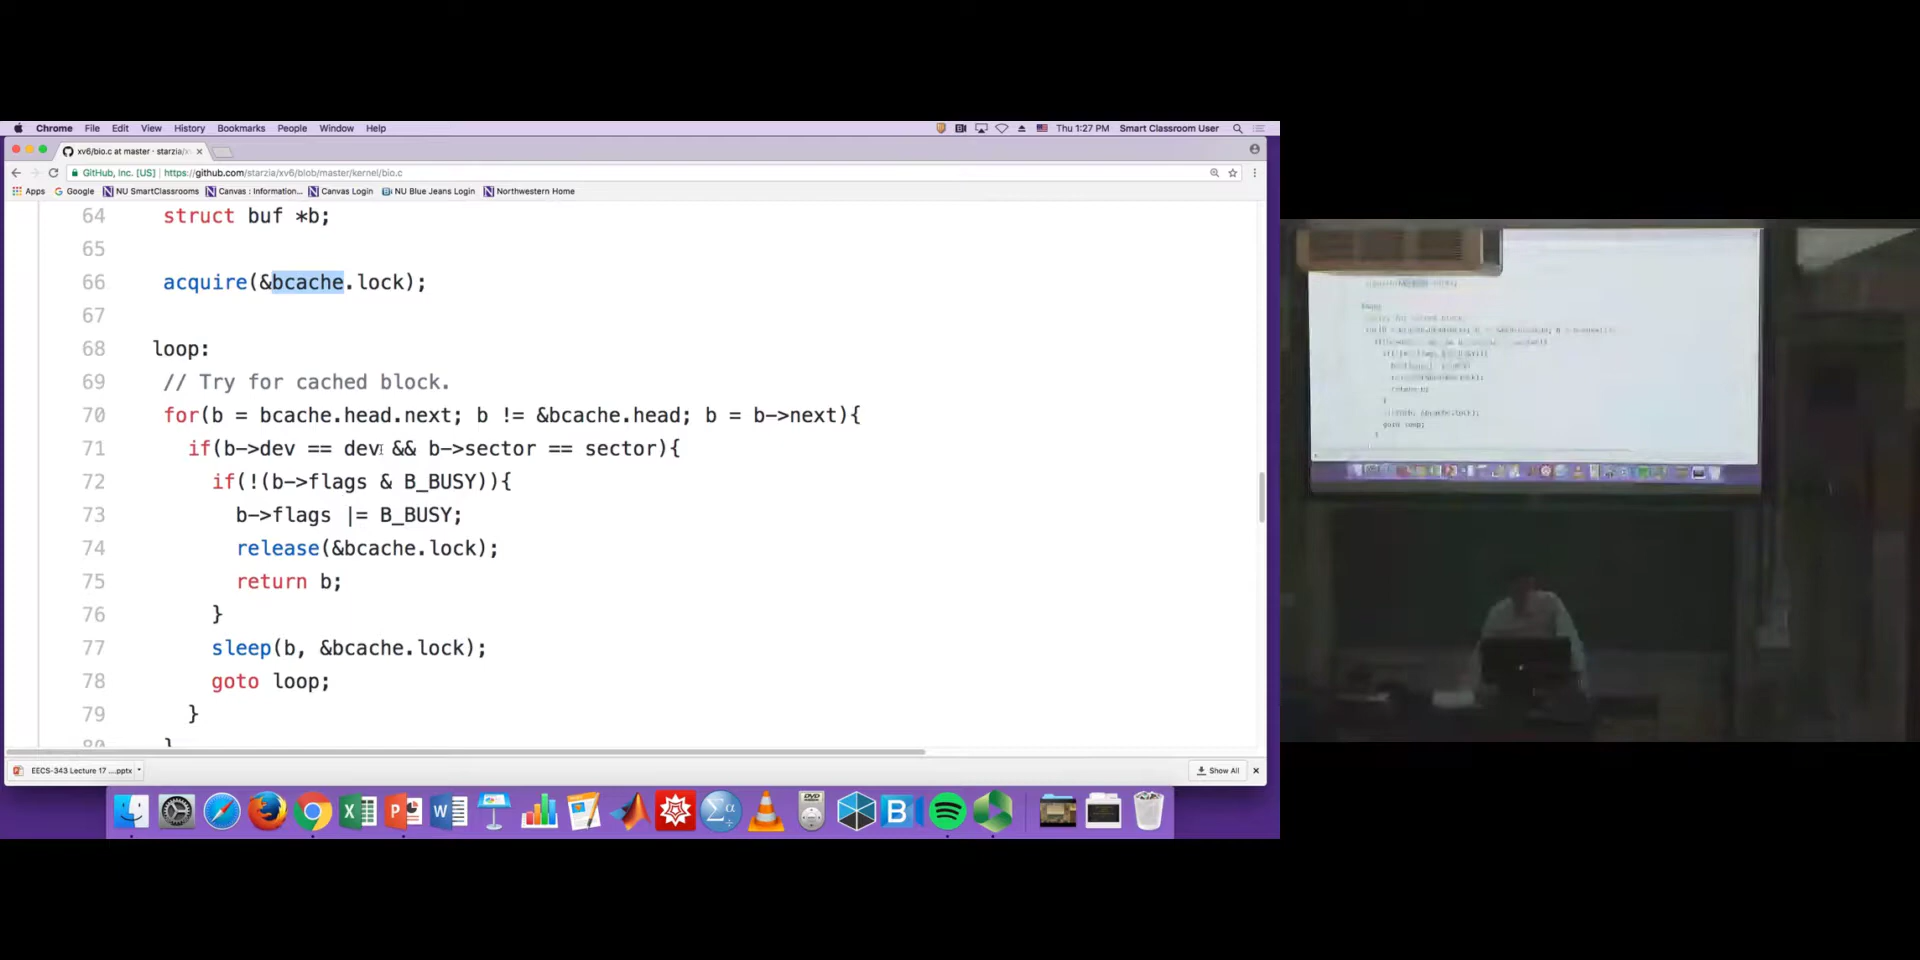 Chrome File Edit View History Bookmarks People Window Help Thu 1:27 PM Smart Classroom User
xv6/bio.c at master · starzia/x
GitHub, Inc. [US] https://github.com/starzia/xv6/blob/master/kernel/bio.c
Apps Google NU SmartClassrooms Canvas : Information... Canvas Login NU Blue Jeans Login Northwestern Home
64 struct buf *b;
65
66 acquire(&bcache.lock);
67
68 loop:
69 // Try for cached block.
70 for(b = bcache.head.next; b != &bcache.head; b = b->next){
71 if(b->dev == dev && b->sector == sector){
72 if(!(b->flags & B_BUSY)){
73 b->flags |= B_BUSY;
74 release(&bcache.lock);
75 return b;
76 }
77 sleep(b, &bcache.lock);
78 goto loop;
79 }
80 }
EECS-343 Lecture 17 ....pptx Show All